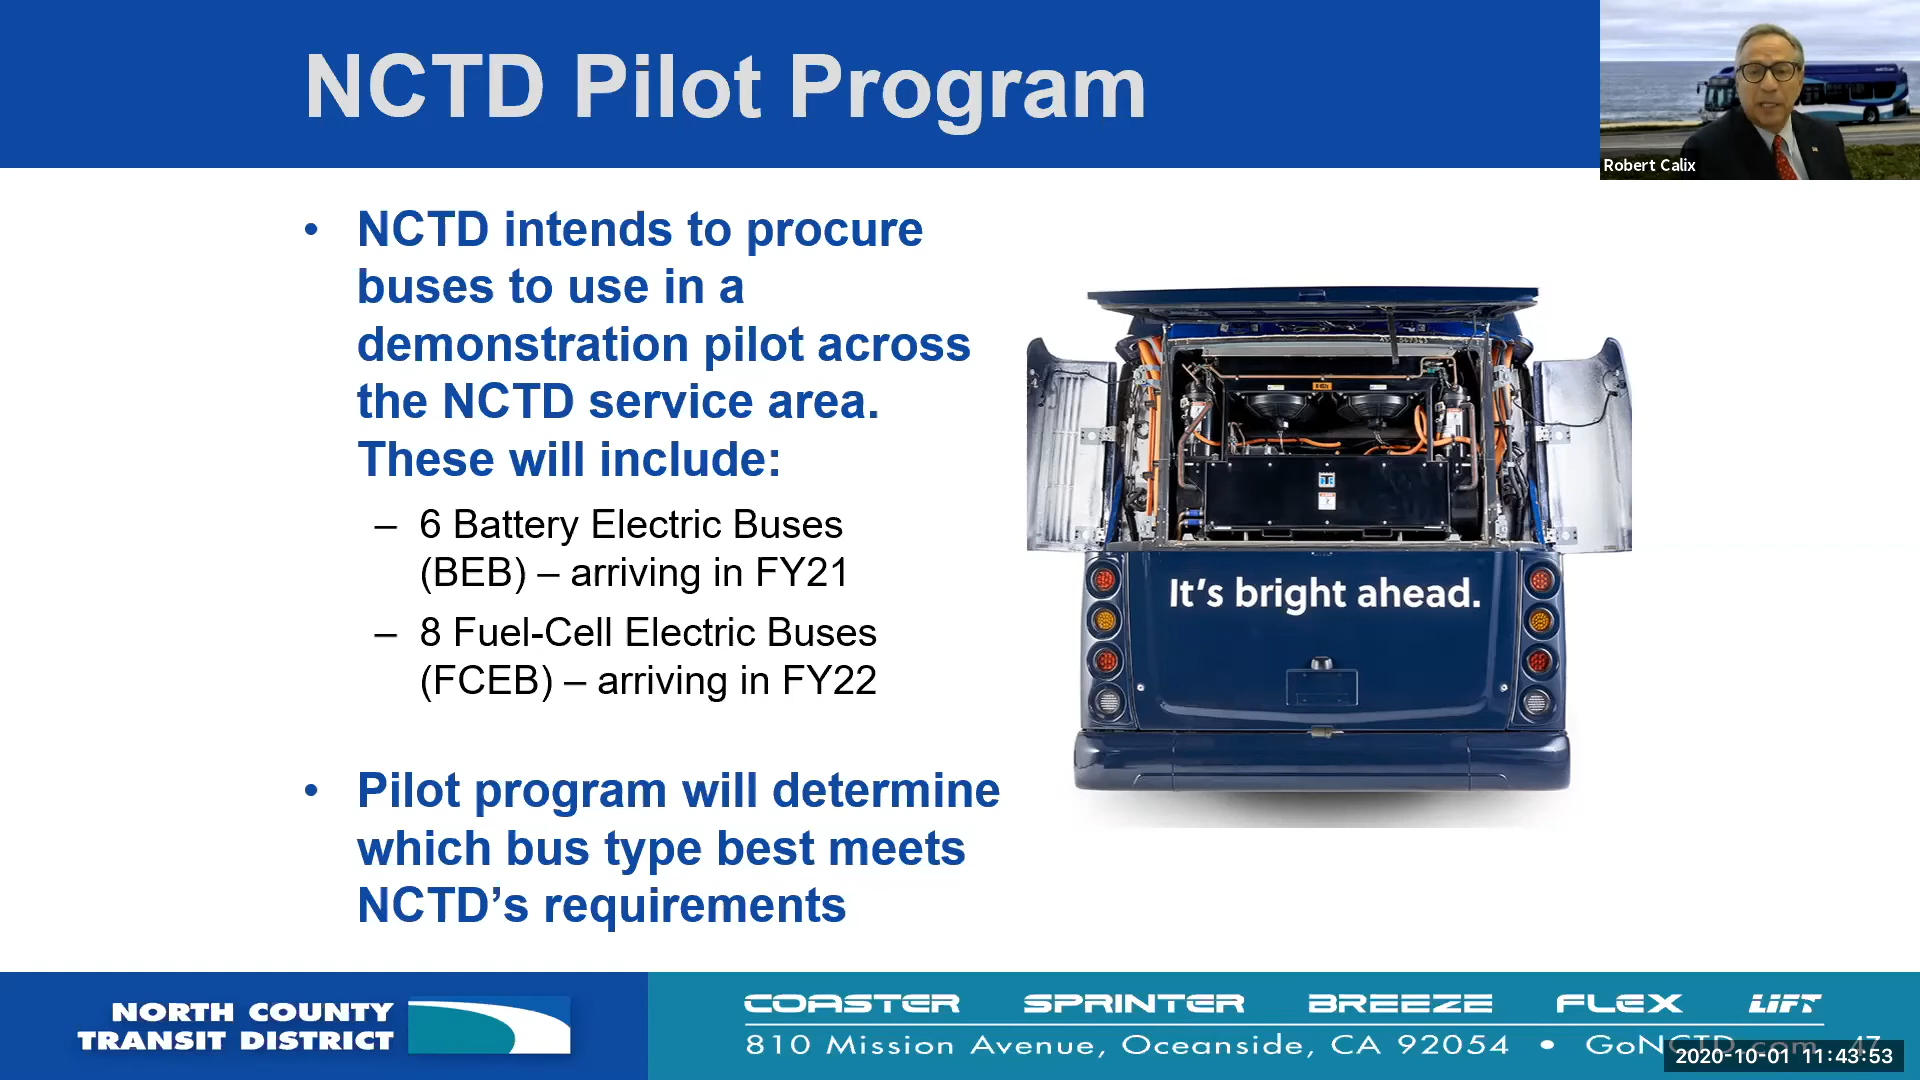 NCTD Pilot Program
Robert Calix
• NCTD intends to procure
buses to use in a
demonstration pilot across
the NCTD service area.
These will include:
– 6 Battery Electric Buses
(BEB) – arriving in FY21
– 8 Fuel-Cell Electric Buses
(FCEB) – arriving in FY22
• Pilot program will determine
which bus type best meets
NCTD’s requirements
It's bright ahead.
NORTH COUNTY
TRANSIT DISTRICT
COASTER SPRINTER BREEZE FLEX LIFT
810 Mission Avenue, Oceanside, CA 92054 • GoNCTD.com 47
2020-10-01 11:43:53